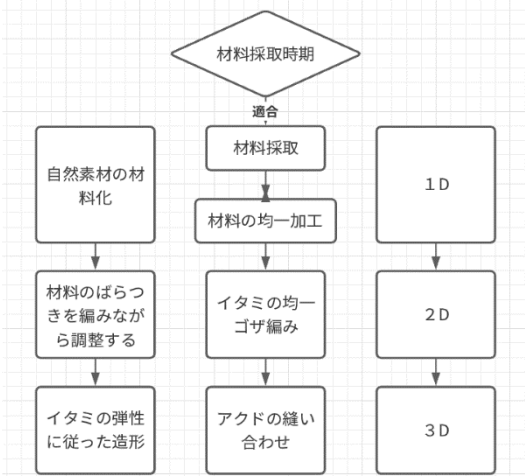 材料採取時期
適合
自然素材の材
料化
材料採取
材料の均一加工
１D
材料のばらつ
きを編みなが
ら調整する
イタミの均一
ゴザ編み
２D
イタミの弾性
に従った造形
アクドの縫い
合わせ
３D